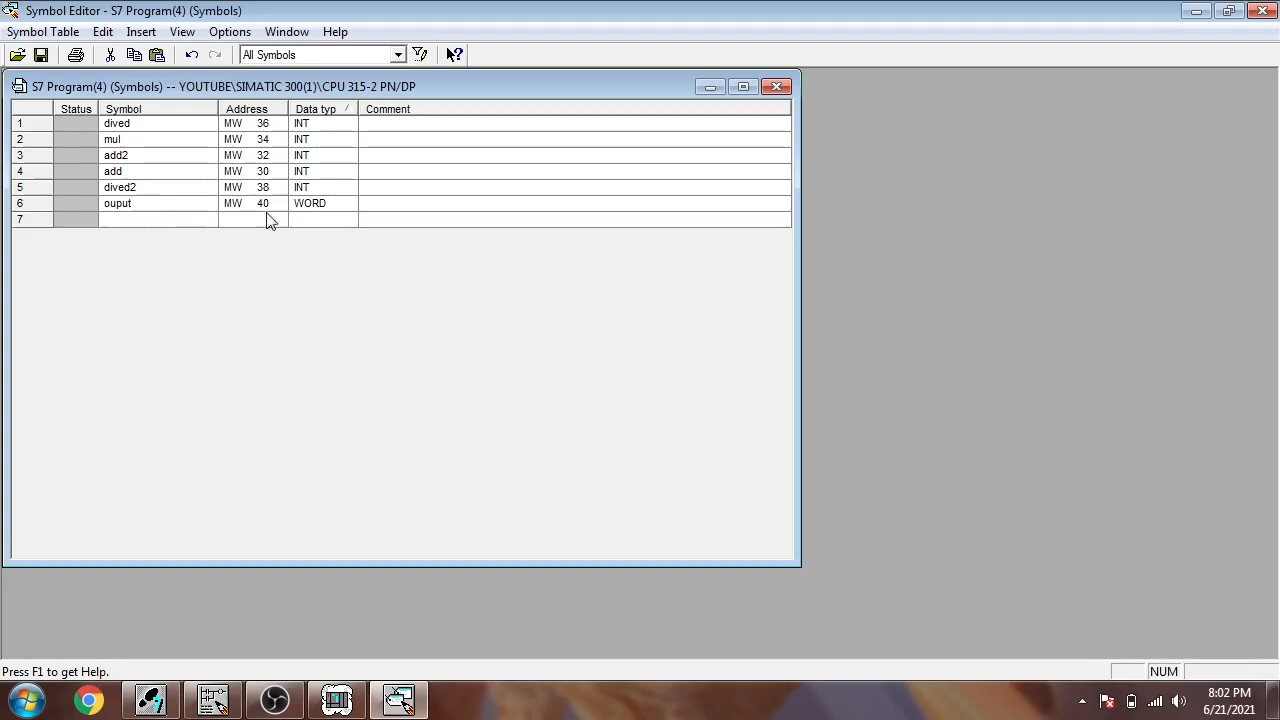 Symbol Editor - S7 Program(4) (Symbols)
Symbol Table Edit Insert View Options Window Help
All Symbols
S7 Program(4) (Symbols) -- YOUTUBE\SIMATIC 300(1)\CPU 315-2 PN/DP
Status Symbol Address Data typ Comment
1 dived MW 36 INT
2 mul MW 34 INT
3 add2 MW 32 INT
4 add MW 30 INT
5 dived2 MW 38 INT
6 ouput MW 40 WORD
7
Press F1 to get Help. NUM
8:02 PM
6/21/2021